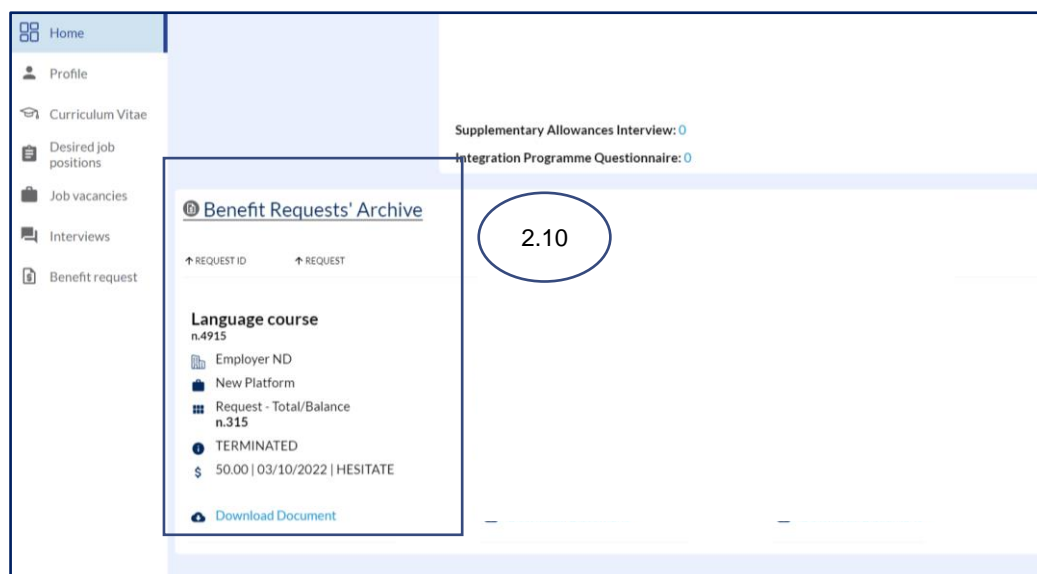 Home
Profile
Curriculum Vitae
Desired job
positions
Job vacancies
Interviews
Benefit request
Supplementary Allowances Interview: 0
Integration Programme Questionnaire: 0
Benefit Requests' Archive
2.10
↑ REQUEST ID ↑ REQUEST
Language course
n.4915
Employer ND
New Platform
Request - Total/Balance
n.315
TERMINATED
$ 50.00 | 03/10/2022 | HESITATE
Download Document